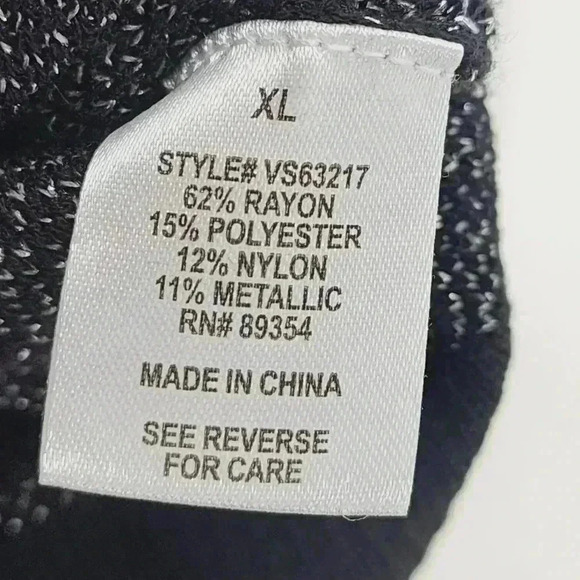 XL
STYLE# VS63217
62% RAYON
15% POLYESTER
12% NYLON
11% METALLIC
RN# 89354
MADE IN CHINA
SEE REVERSE
FOR CARE